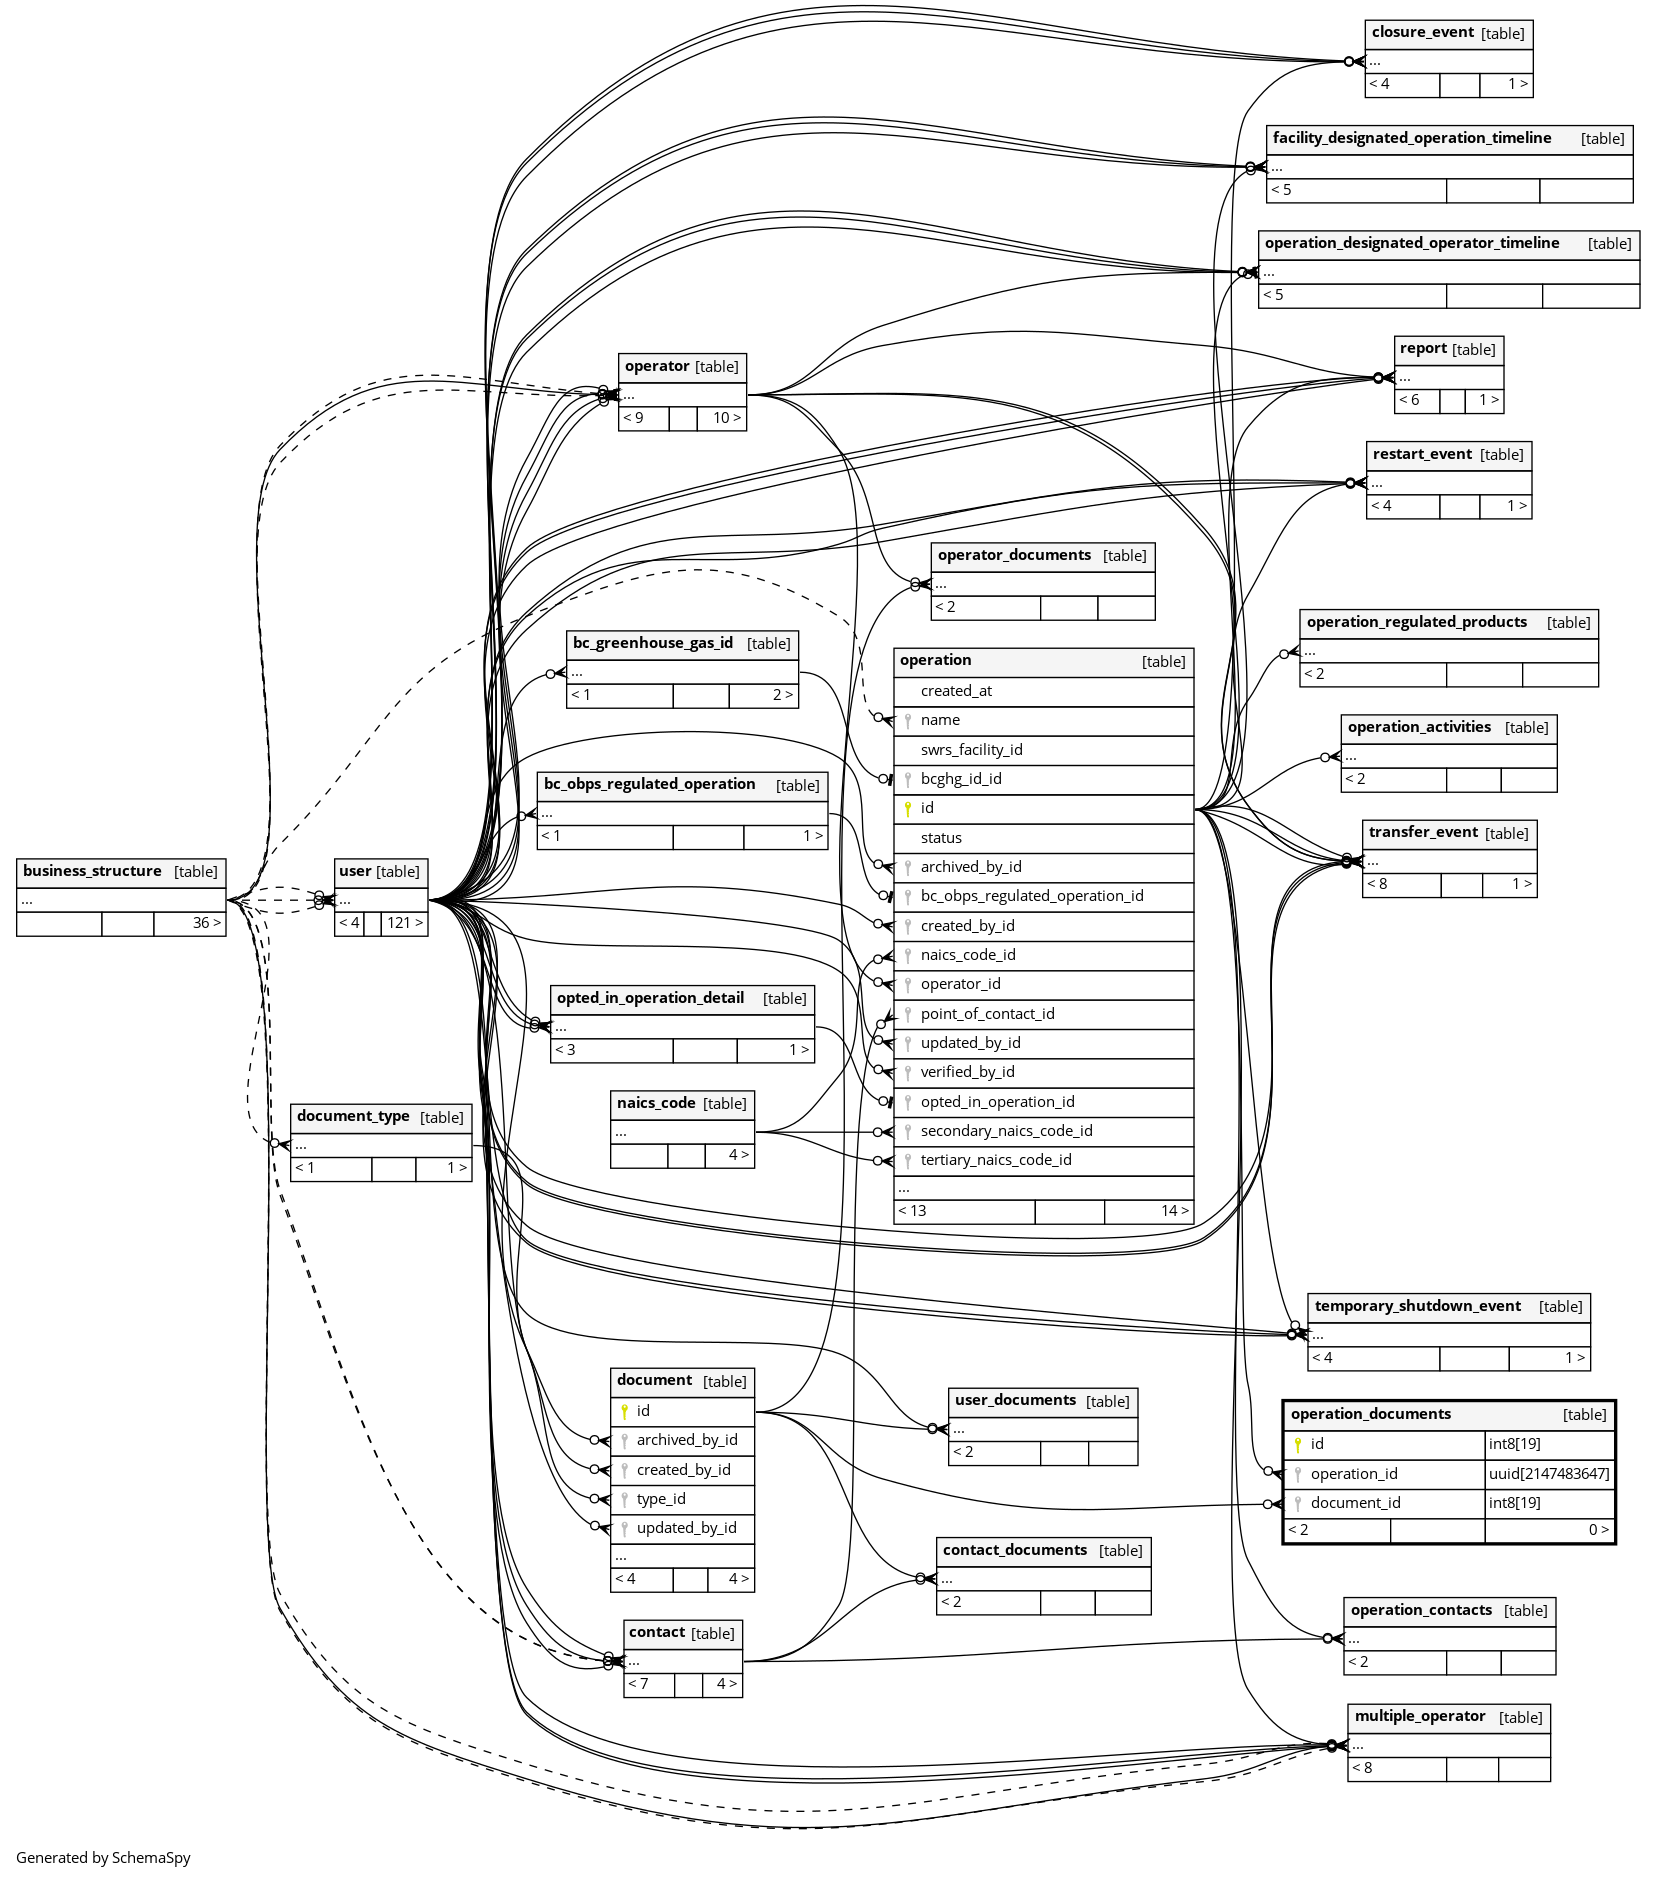 closure_event [table]
...
< 4 1 >
facility_designated_operation_timeline [table]
...
< 5
operation_designated_operator_timeline [table]
...
< 5
report [table]
...
< 6 1 >
operator [table]
...
< 9 10 >
restart_event [table]
...
< 4 1 >
operator_documents [table]
...
< 2
operation_regulated_products [table]
...
< 2
bc_greenhouse_gas_id [table]
...
< 1 2 >
operation [table]
created_at
name
swrs_facility_id
bcghg_id_id
id
status
archived_by_id
bc_obps_regulated_operation_id
created_by_id
naics_code_id
operator_id
point_of_contact_id
updated_by_id
verified_by_id
opted_in_operation_id
secondary_naics_code_id
tertiary_naics_code_id
...
< 13 14 >
operation_activities [table]
...
< 2
bc_obps_regulated_operation [table]
...
< 1 1 >
transfer_event [table]
...
< 8 1 >
business_structure [table]
...
36 >
user [table]
...
< 4 121 >
opted_in_operation_detail [table]
...
< 3 1 >
naics_code [table]
...
4 >
document_type [table]
...
< 1 1 >
temporary_shutdown_event [table]
...
< 4 1 >
document [table]
id
archived_by_id
created_by_id
type_id
updated_by_id
...
< 4 4 >
user_documents [table]
...
< 2
operation_documents [table]
id int8[19]
operation_id uuid[2147483647]
document_id int8[19]
< 2 0 >
contact_documents [table]
...
< 2
operation_contacts [table]
...
< 2
contact [table]
...
< 7 4 >
multiple_operator [table]
...
< 8
Generated by SchemaSpy